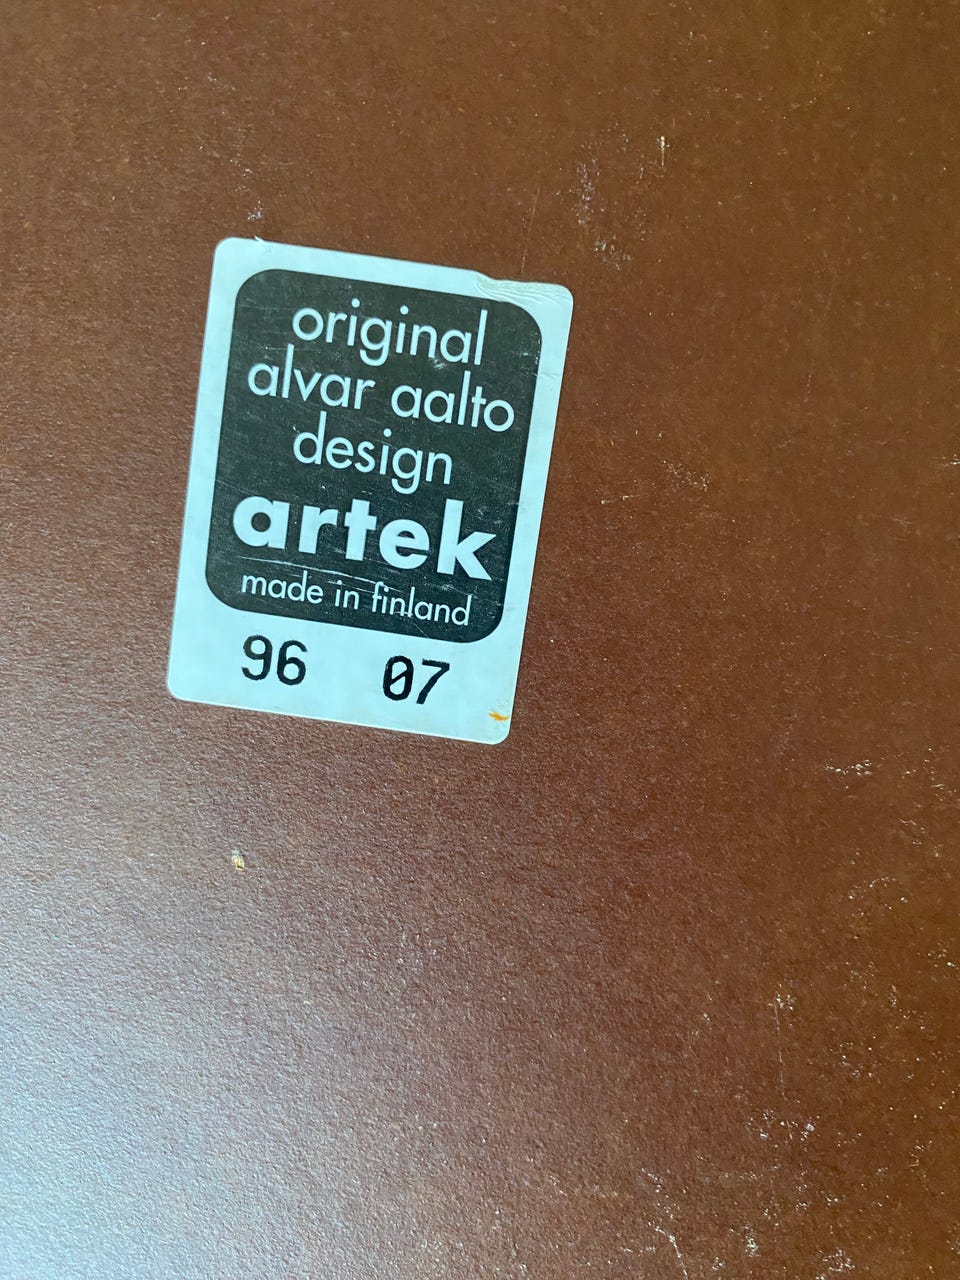 original
alvar aalto
design
artek
made in finland
96 07